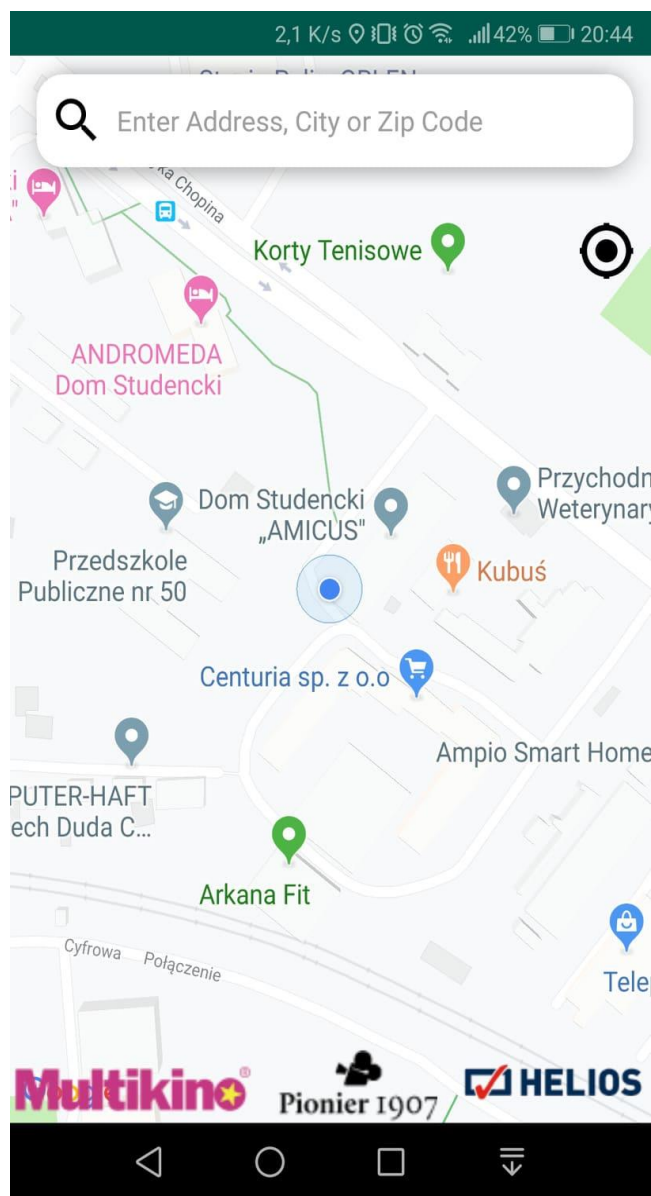 2,1 K/s 42% 20:44
Enter Address, City or Zip Code
Chopina
Korty Tenisowe
ANDROMEDA
Dom Studencki
Przychodn
Weterynary
Dom Studencki
„AMICUS"
Przedszkole
Publiczne nr 50
Kubuś
Centuria sp. z o.o
Ampio Smart Home
PUTER-HAFT
ech Duda C...
Arkana Fit
Cyfrowa Połączenie
Tele
Multikino®
Pionier 1907
HELIOS